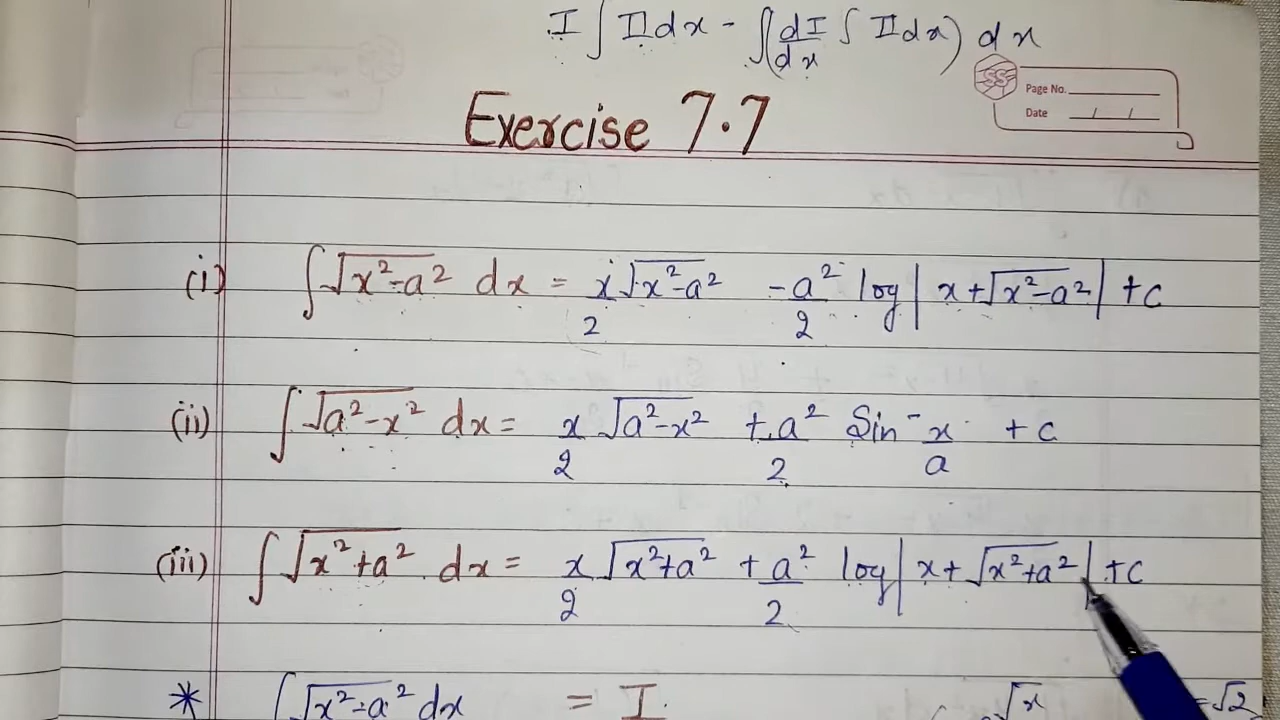 I ∫ II dx - ∫(dI/dx ∫ II dx) dx
SS
Page No.
Date / /
Exercise 7.7
(i) ∫ √x²-a² dx = x/2 √x²-a² - a²/2 log | x + √x²-a² | + c
(ii) ∫ √a²-x² dx = x/2 √a²-x² + a²/2 Sin⁻ x/a + c
(iii) ∫ √x²+a² dx = x/2 √x²+a² + a²/2 log | x + √x²+a² | + c
* ∫ √x²-a² dx = I
√x =√2